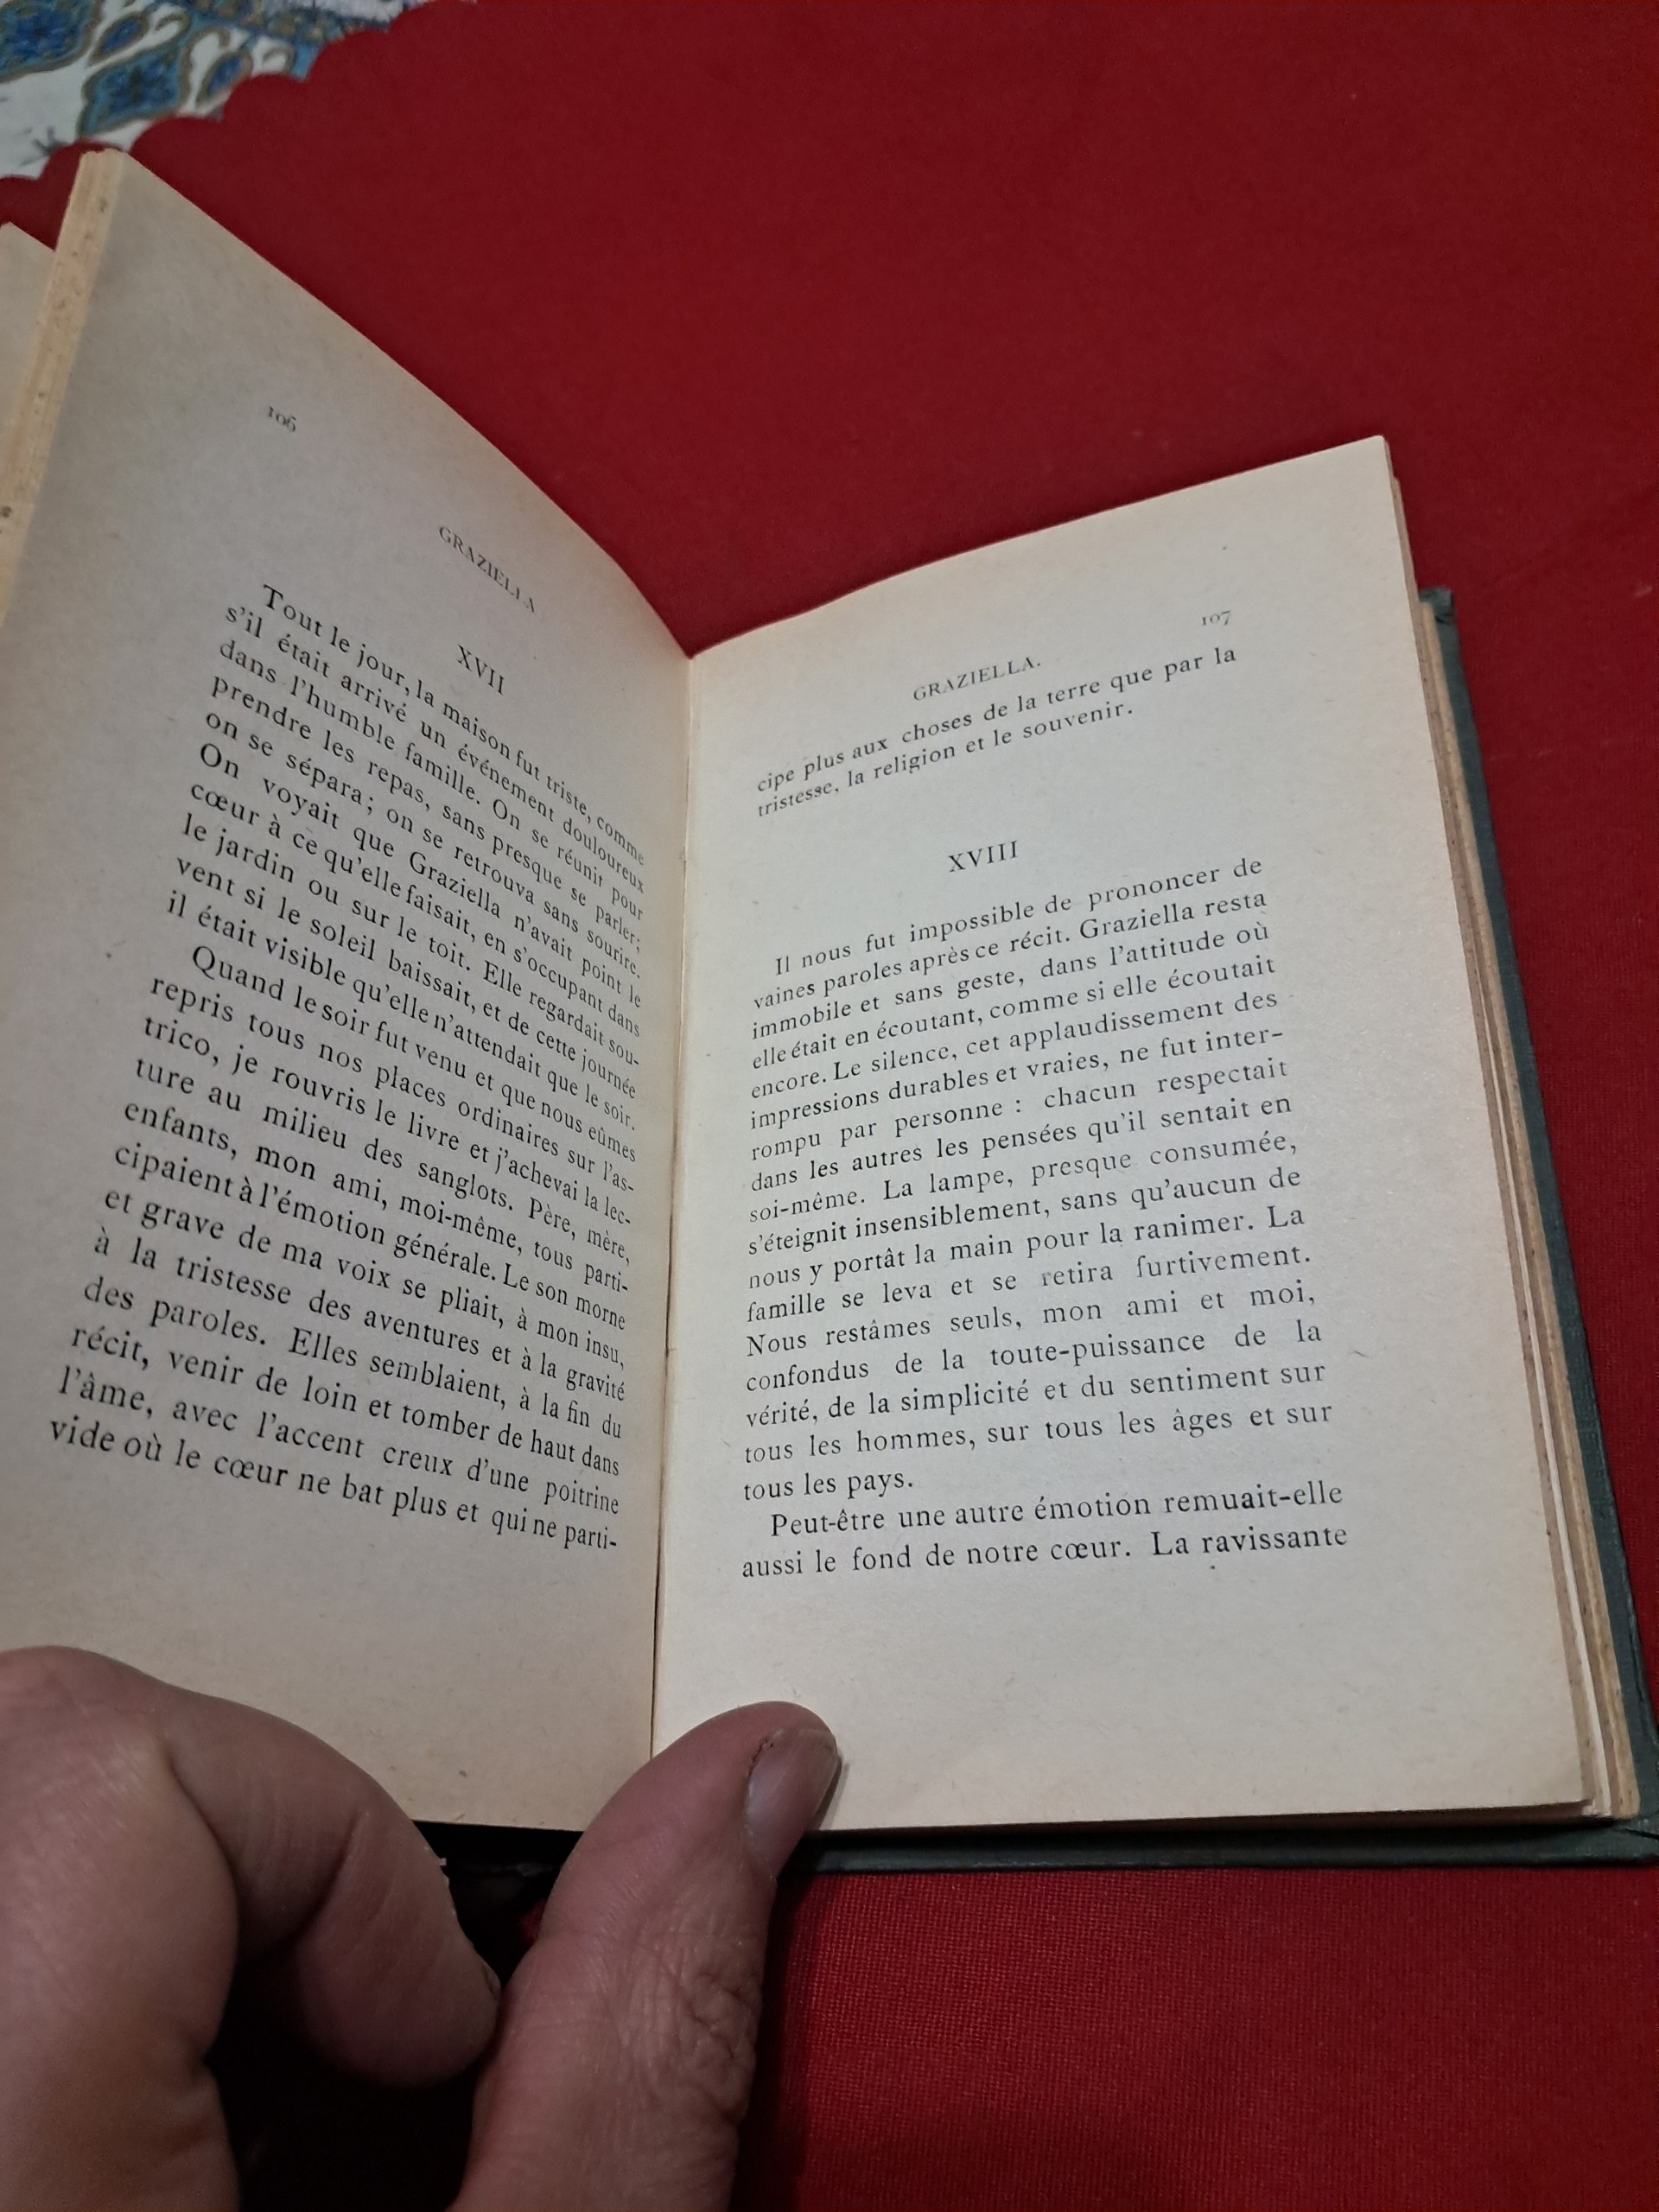 106
GRAZIELLA
XVII
Tout le jour, la maison fut triste, comme
s'il était arrivé un événement douloureux
dans l'humble famille. On se réunit pour
prendre les repas, sans presque se parler;
on se sépara; on se retrouva sans sourire.
On voyait que Graziella n'avait point le
cœur à ce qu'elle faisait, en s'occupant dans
le jardin ou sur le toit. Elle regardait sou-
vent si le soleil baissait, et de cette journée
il était visible qu'elle n'attendait que le soir.
Quand le soir fut venu et que nous eûmes
repris tous nos places ordinaires sur l'as-
trico, je rouvris le livre et j'achevai la lec-
ture au milieu des sanglots. Père, mère,
enfants, mon ami, moi-même, tous parti-
cipaient à l'émotion générale. Le son morne
et grave de ma voix se pliait, à mon insu,
à la tristesse des aventures et à la gravité
des paroles. Elles semblaient, à la fin du
récit, venir de loin et tomber de haut dans
l'âme, avec l'accent creux d'une poitrine
vide où le cœur ne bat plus et qui ne parti-
107
GRAZIELLA.
cipe plus aux choses de la terre que par la
tristesse, la religion et le souvenir.
XVIII
Il nous fut impossible de prononcer de
vaines paroles après ce récit. Graziella resta
immobile et sans geste, dans l'attitude où
elle était en écoutant, comme si elle écoutait
encore. Le silence, cet applaudissement des
impressions durables et vraies, ne fut inter-
rompu par personne : chacun respectait
dans les autres les pensées qu'il sentait en
soi-même. La lampe, presque consumée,
s'éteignit insensiblement, sans qu'aucun de
nous y portât la main pour la ranimer. La
famille se leva et se retira furtivement.
Nous restâmes seuls, mon ami et moi,
confondus de la toute-puissance de la
vérité, de la simplicité et du sentiment sur
tous les hommes, sur tous les âges et sur
tous les pays.
Peut-être une autre émotion remuait-elle
aussi le fond de notre cœur. La ravissante